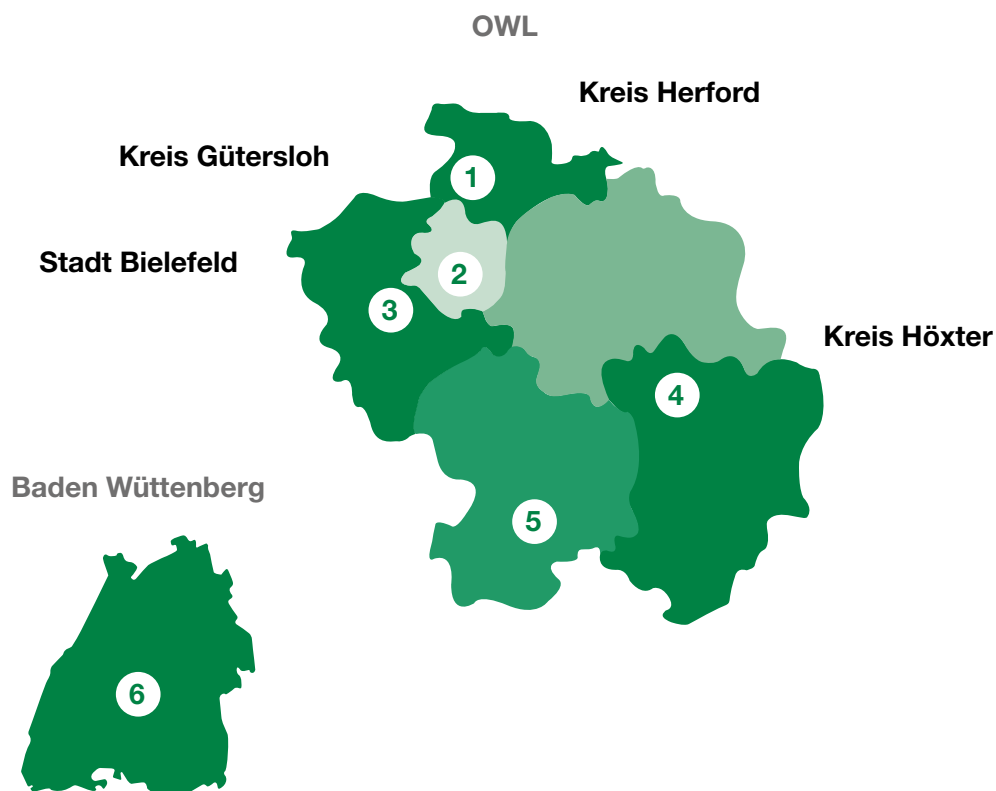 OWL
Kreis Herford
Kreis Gütersloh
1
Stadt Bielefeld
2
3
Kreis Höxter
4
Baden Wüttenberg
5
6